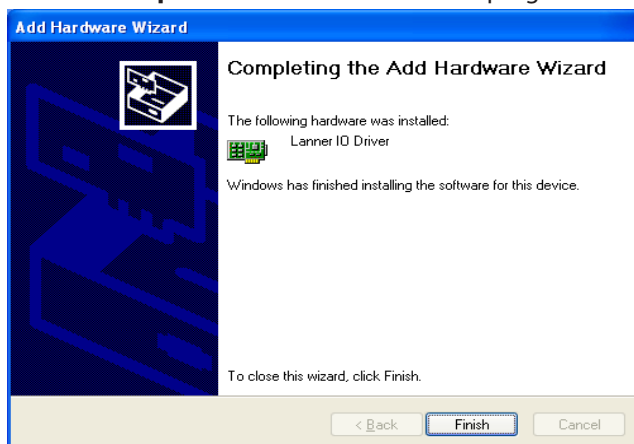 Add Hardware Wizard
Completing the Add Hardware Wizard
The following hardware was installed:
Lanner IO Driver
Windows has finished installing the software for this device.
To close this wizard, click Finish.
< Back Finish Cancel